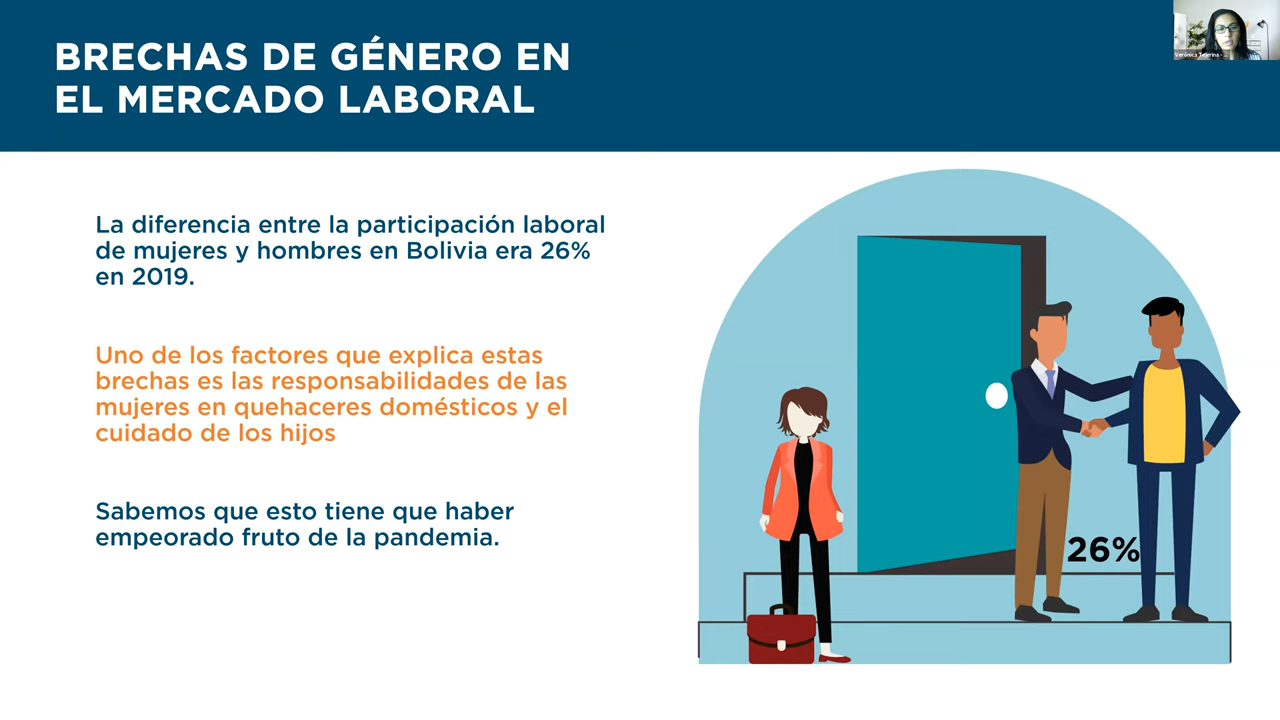 BRECHAS DE GÉNERO EN
EL MERCADO LABORAL
Verónica
La diferencia entre la participación laboral
de mujeres y hombres en Bolivia era 26%
en 2019.
Uno de los factores que explica estas
brechas es las responsabilidades de las
mujeres en quehaceres domésticos y el
cuidado de los hijos
Sabemos que esto tiene que haber
empeorado fruto de la pandemia.
26%